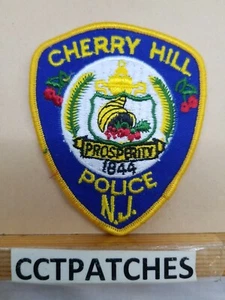 CHERRY HILL
PROSPERITY
1844
POLICE
N.J.
CCTPATCHES